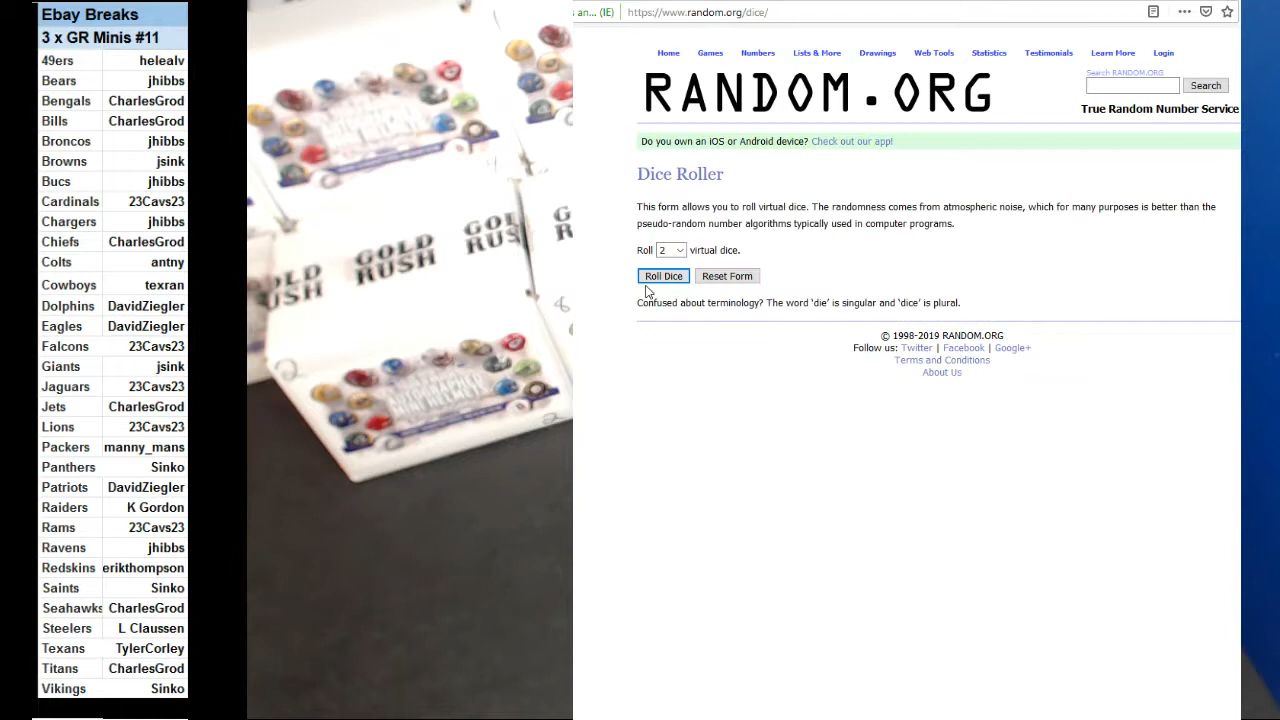 Ebay Breaks
3 x GR Minis #11
49ers helealv
Bears jhibbs
Bengals CharlesGrod
Bills CharlesGrod
Broncos jhibbs
Browns jsink
Bucs jhibbs
Cardinals 23Cavs23
Chargers jhibbs
Chiefs CharlesGrod
Colts antny
Cowboys texran
Dolphins DavidZiegler
Eagles DavidZiegler
Falcons 23Cavs23
Giants jsink
Jaguars 23Cavs23
Jets CharlesGrod
Lions 23Cavs23
Packers manny_mans
Panthers Sinko
Patriots DavidZiegler
Raiders K Gordon
Rams 23Cavs23
Ravens jhibbs
Redskins erikthompson
Saints Sinko
Seahawks CharlesGrod
Steelers L Claussen
Texans TylerCorley
Titans CharlesGrod
Vikings Sinko
GOLD
RUSH
an... (IE) https://www.random.org/dice/
Home Games Numbers Lists & More Drawings Web Tools Statistics Testimonials Learn More Login
RANDOM.ORG
Search RANDOM.ORG
Search
True Random Number Service
Do you own an iOS or Android device? Check out our app!
Dice Roller
This form allows you to roll virtual dice. The randomness comes from atmospheric noise, which for many purposes is better than the
pseudo-random number algorithms typically used in computer programs.
Roll 2 virtual dice.
Roll Dice Reset Form
Confused about terminology? The word ‘die’ is singular and ‘dice’ is plural.
© 1998-2019 RANDOM.ORG
Follow us: Twitter | Facebook | Google+
Terms and Conditions
About Us